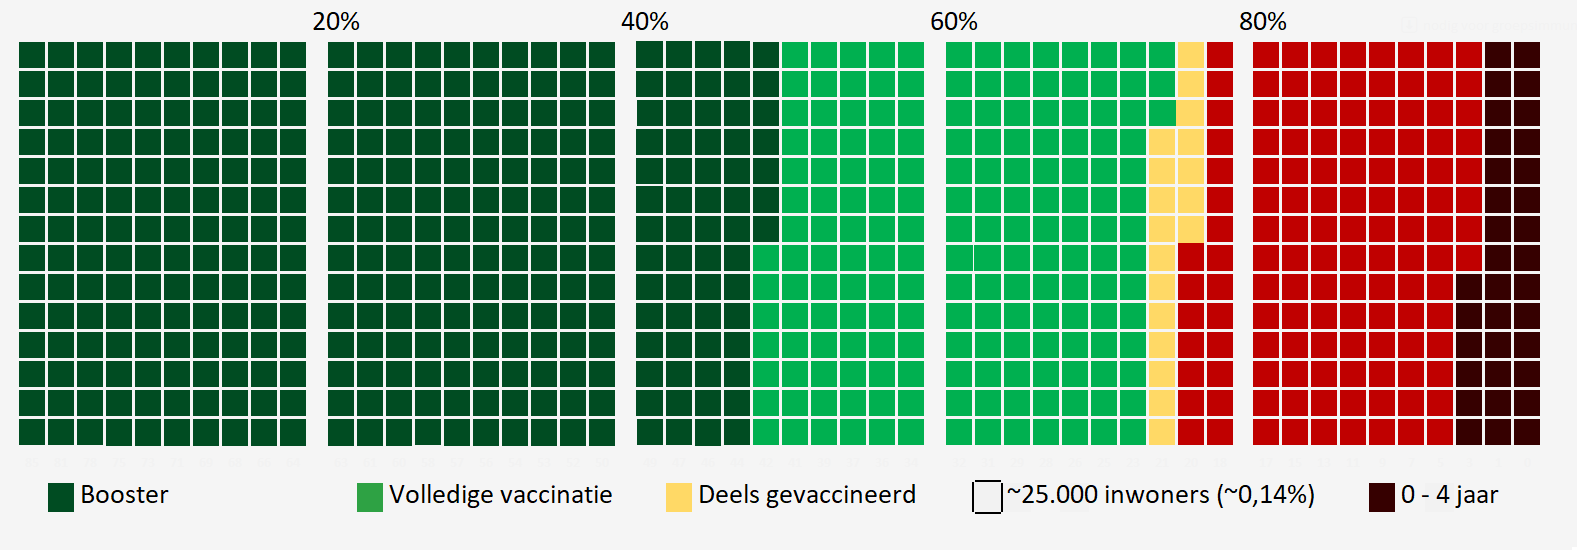 20% 40% 60% 80%
Booster Volledige vaccinatie Deels gevaccineerd ~25.000 inwoners (~0,14%) 0 - 4 jaar